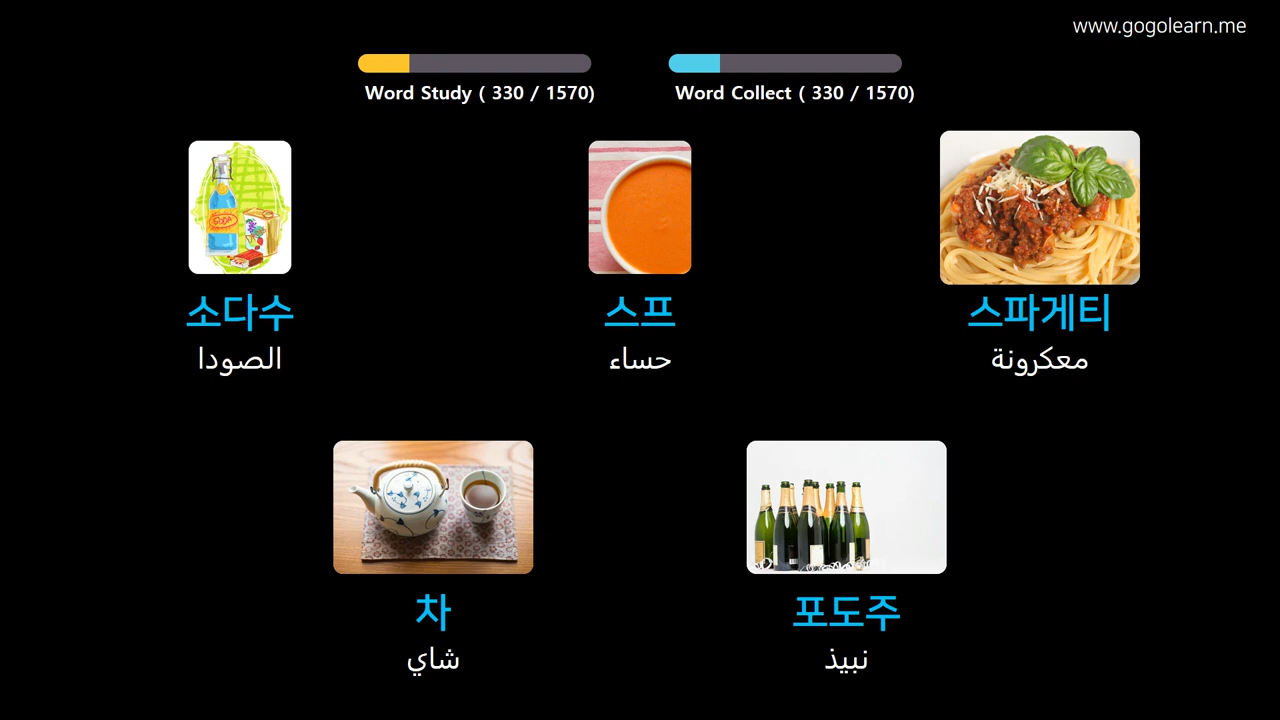 www.gogolearn.me
Word Study ( 330 / 1570)
Word Collect ( 330 / 1570)
SODA
소다수
الصودا
스프
حساء
스파게티
معكرونة
차
شاي
포도주
نبيذ